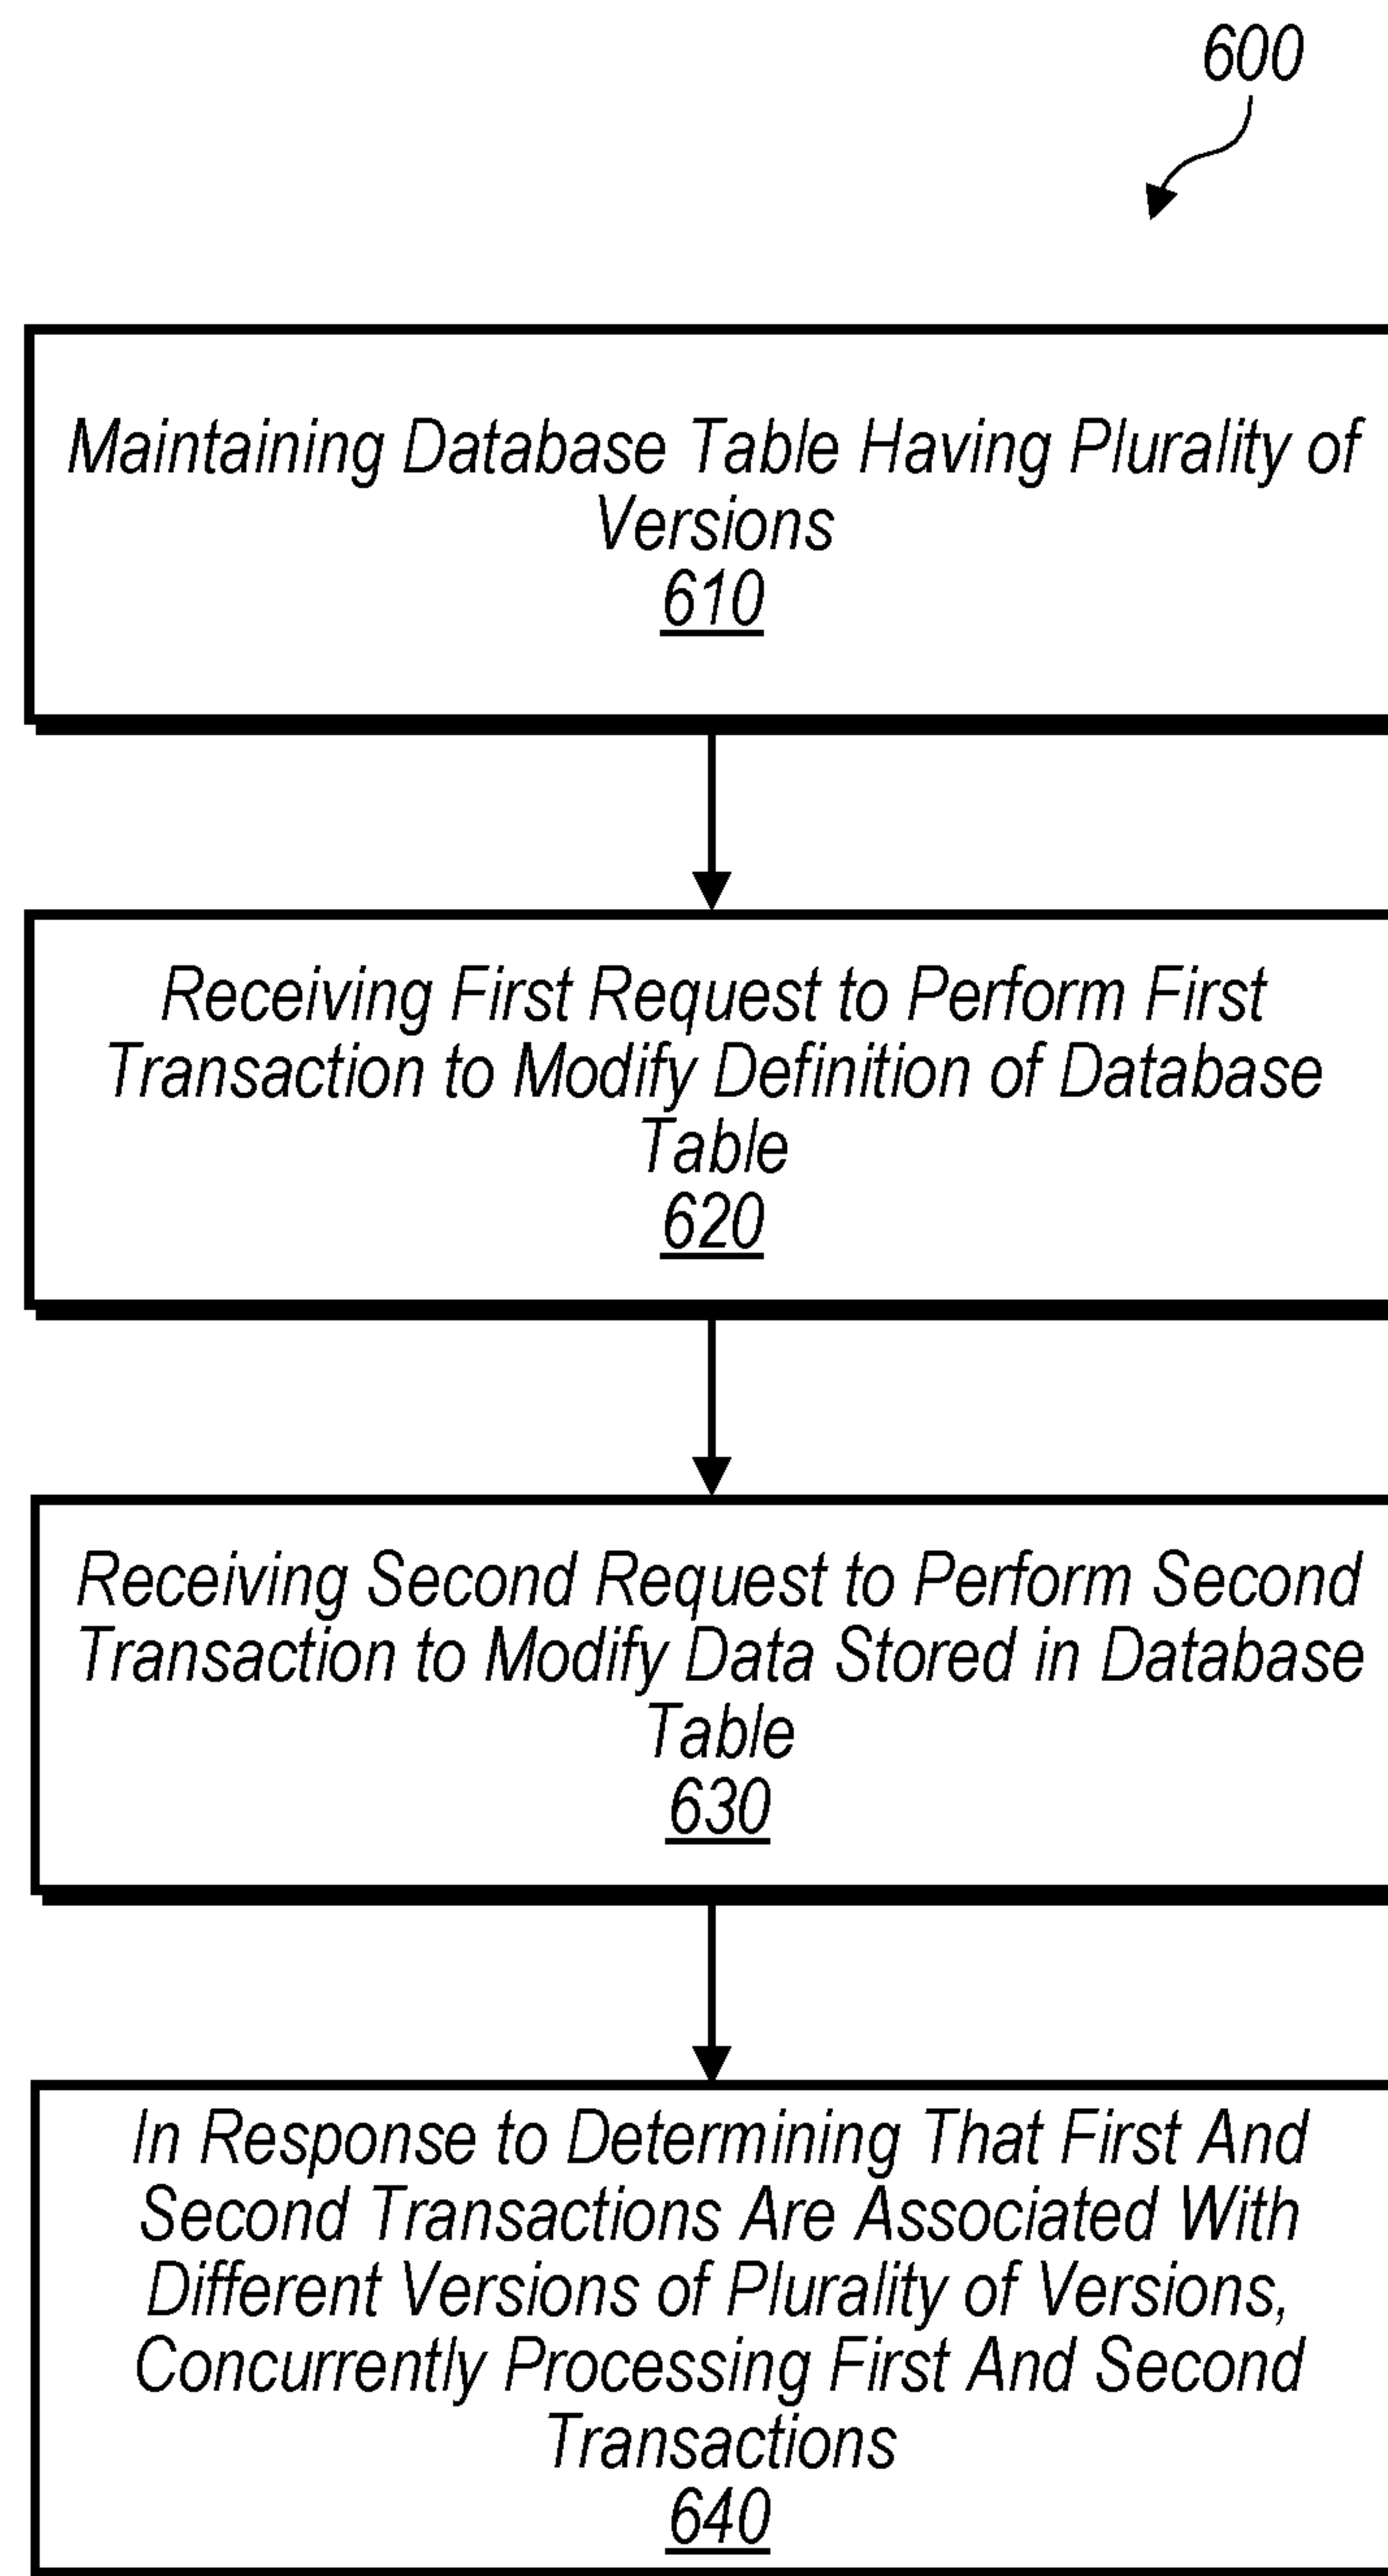 600
Maintaining Database Table Having Plurality of
Versions
610
Receiving First Request to Perform First
Transaction to Modify Definition of Database
Table
620
Receiving Second Request to Perform Second
Transaction to Modify Data Stored in Database
Table
630
In Response to Determining That First And
Second Transactions Are Associated With
Different Versions of Plurality of Versions,
Concurrently Processing First And Second
Transactions
640